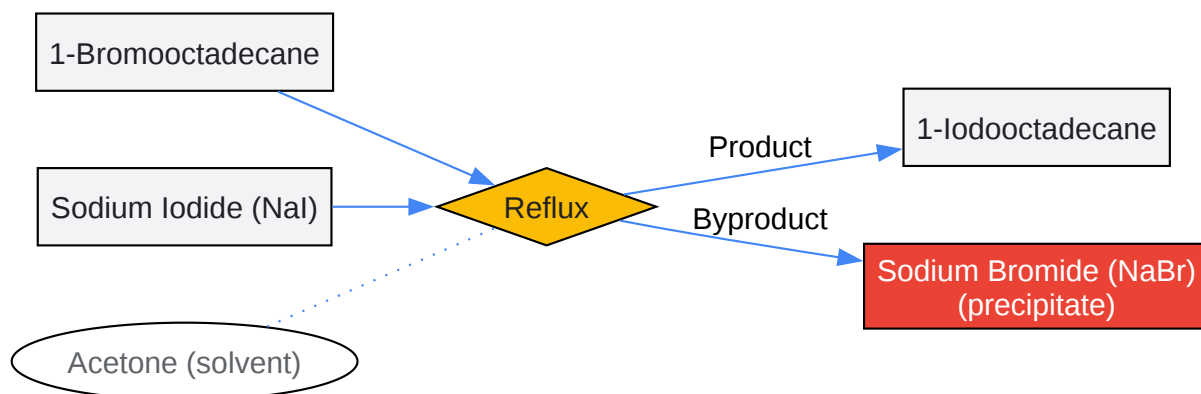 1-Bromooctadecane
Sodium Iodide (NaI)
Acetone (solvent)
Reflux
Product
Byproduct
1-Iodooctadecane
Sodium Bromide (NaBr)
(precipitate)